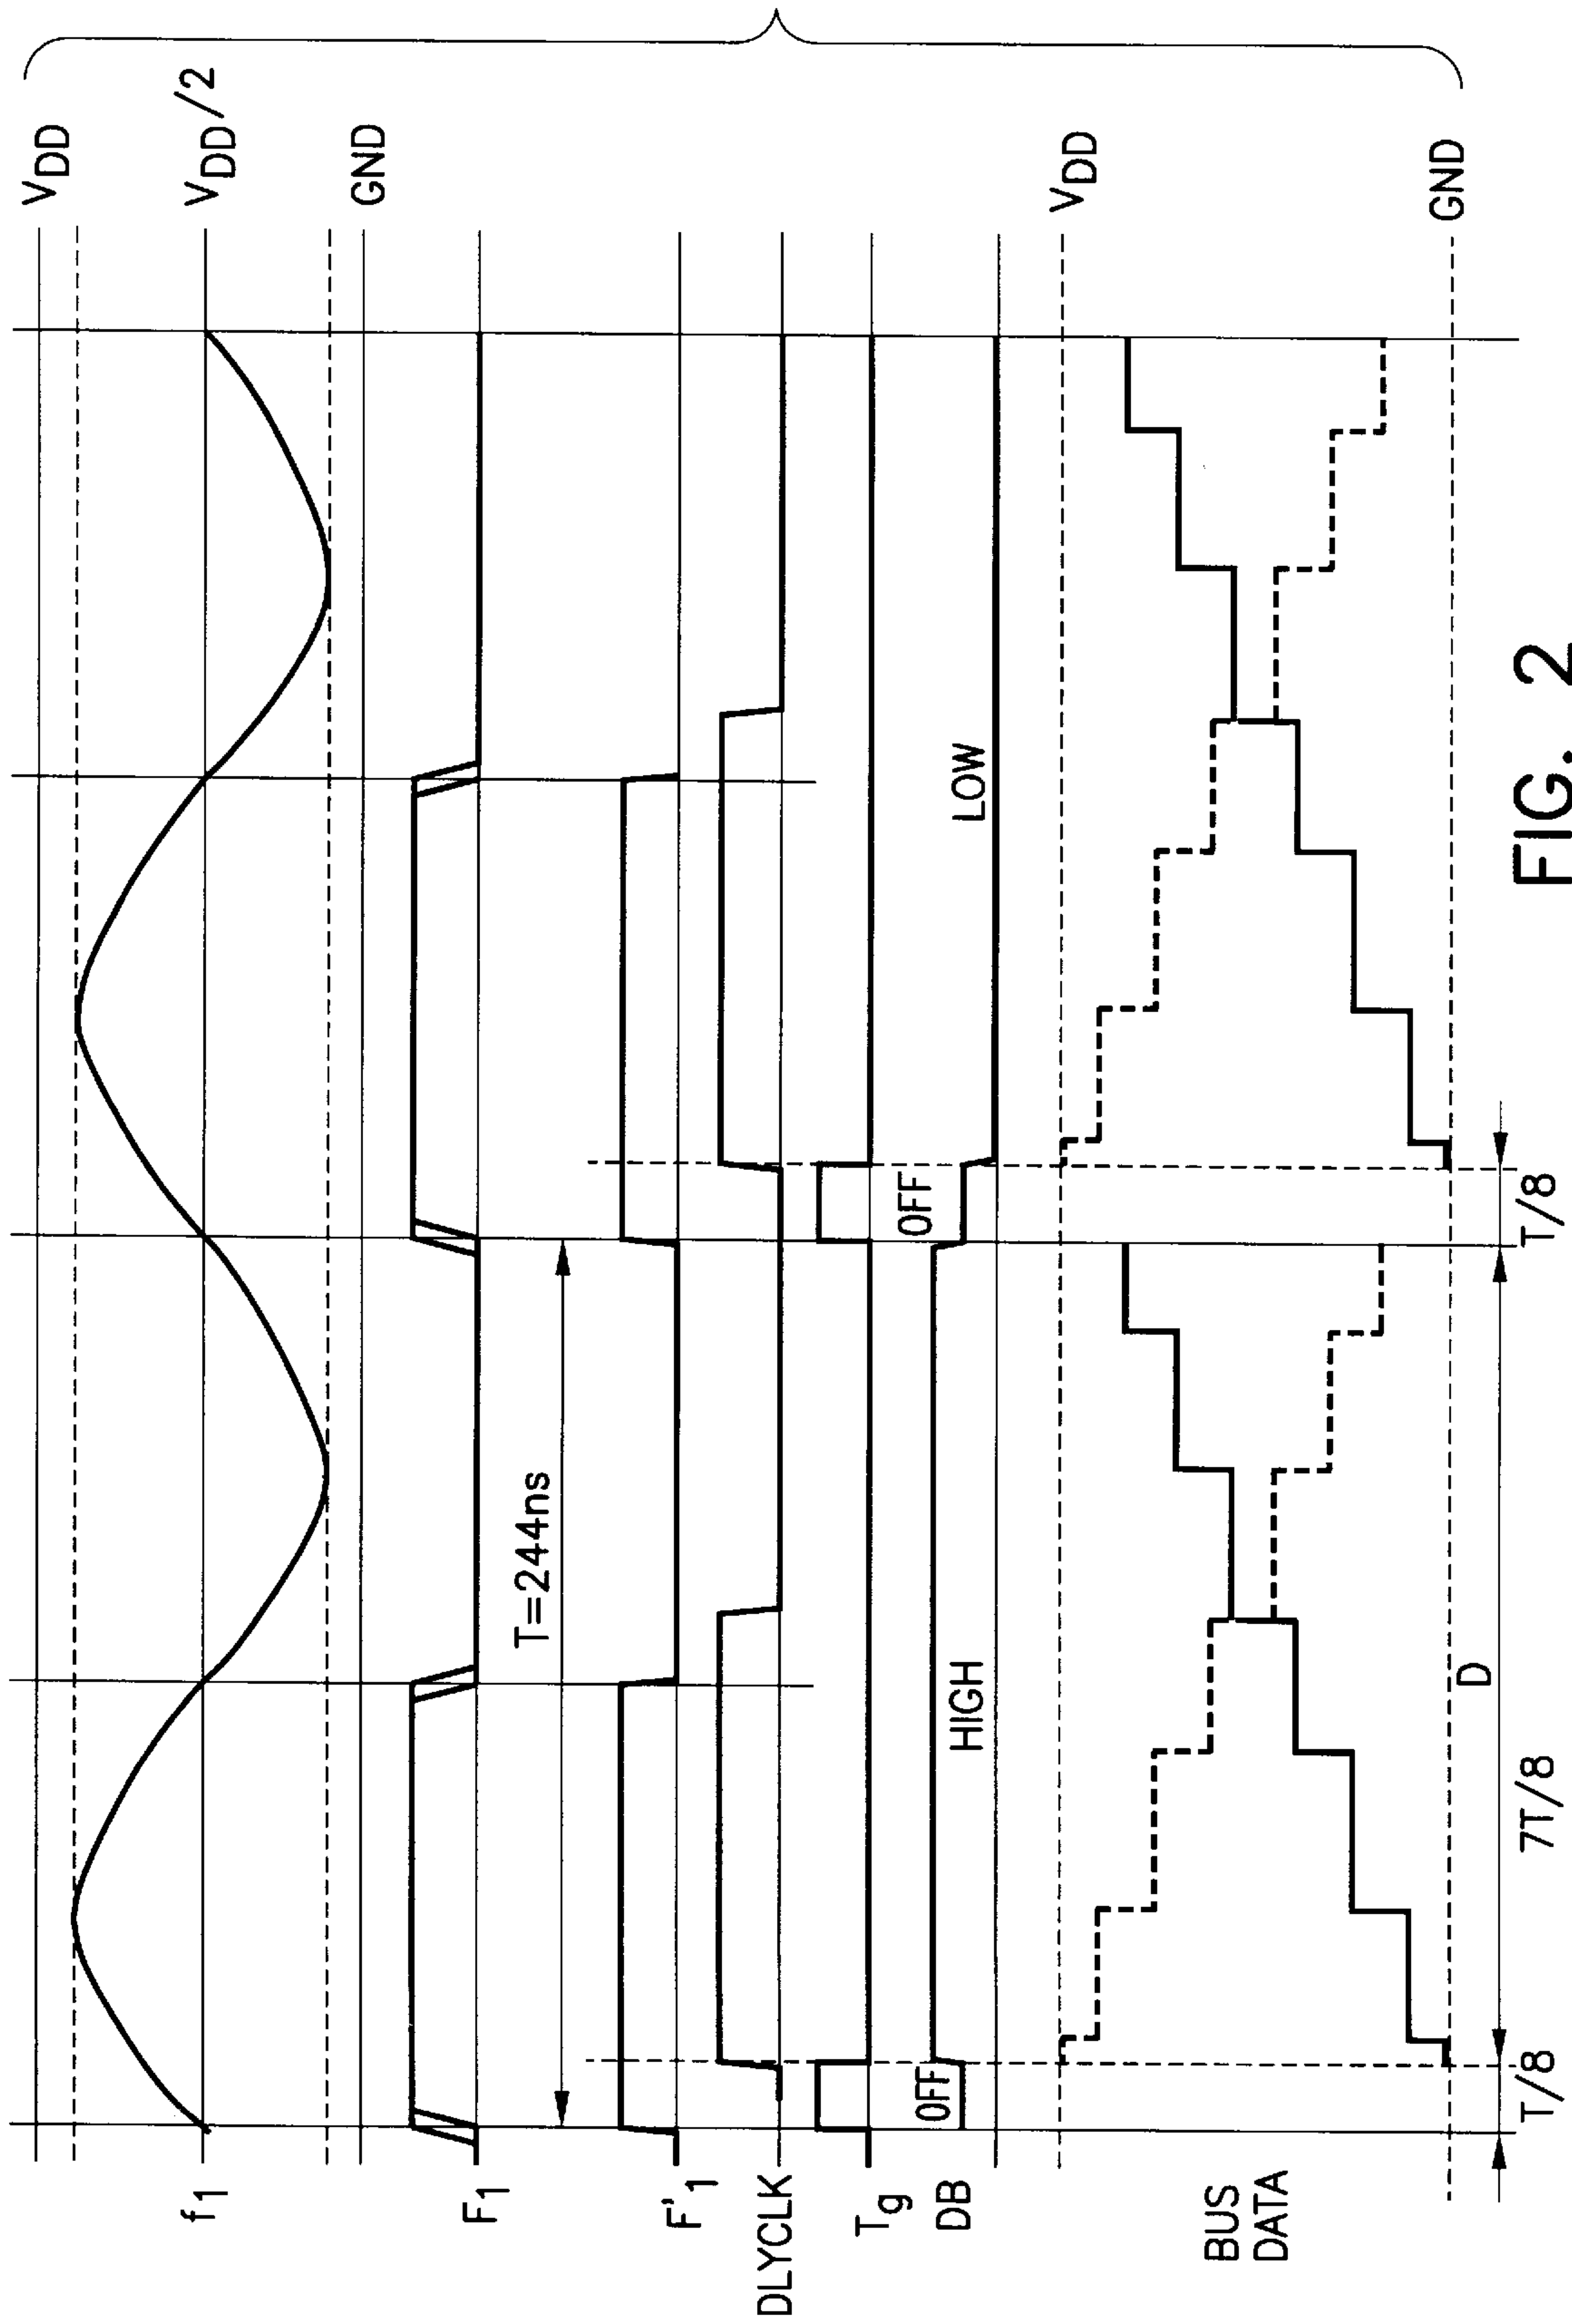 V_DD
V_DD/2
GND
f_1
F_1
T=244ns
F'_1
DLYCLK
T_g
OFF
OFF
DB
HIGH
LOW
V_DD
BUS
DATA
GND
D
T/8
7T/8
T/8
FIG. 2